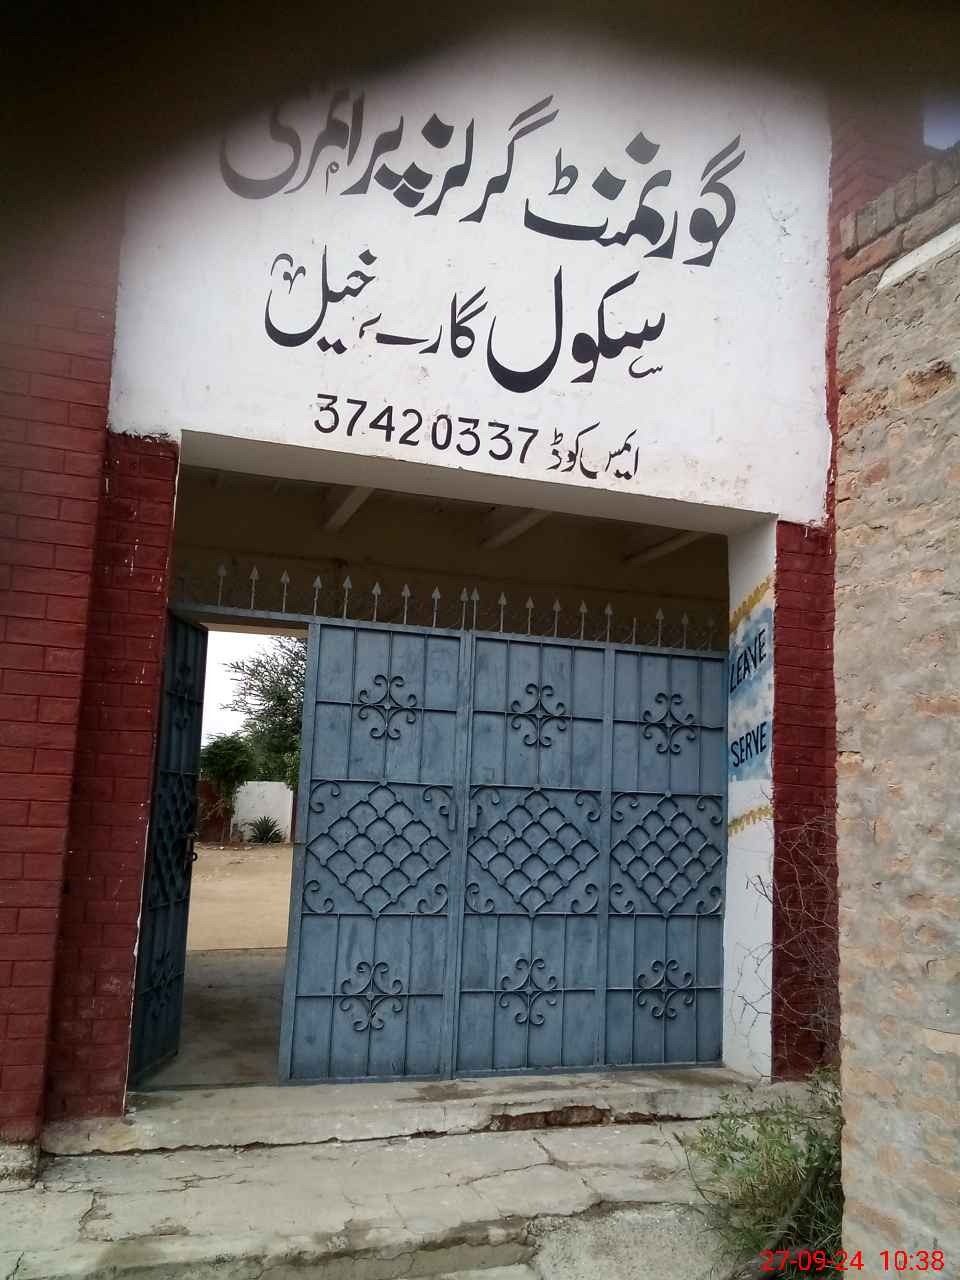 گورنمنٹ گرلز پرائمری
سکول گارے خیل
ایمس کوڈ 37420337
LEAVE
SERVE
27-09-24 10:38